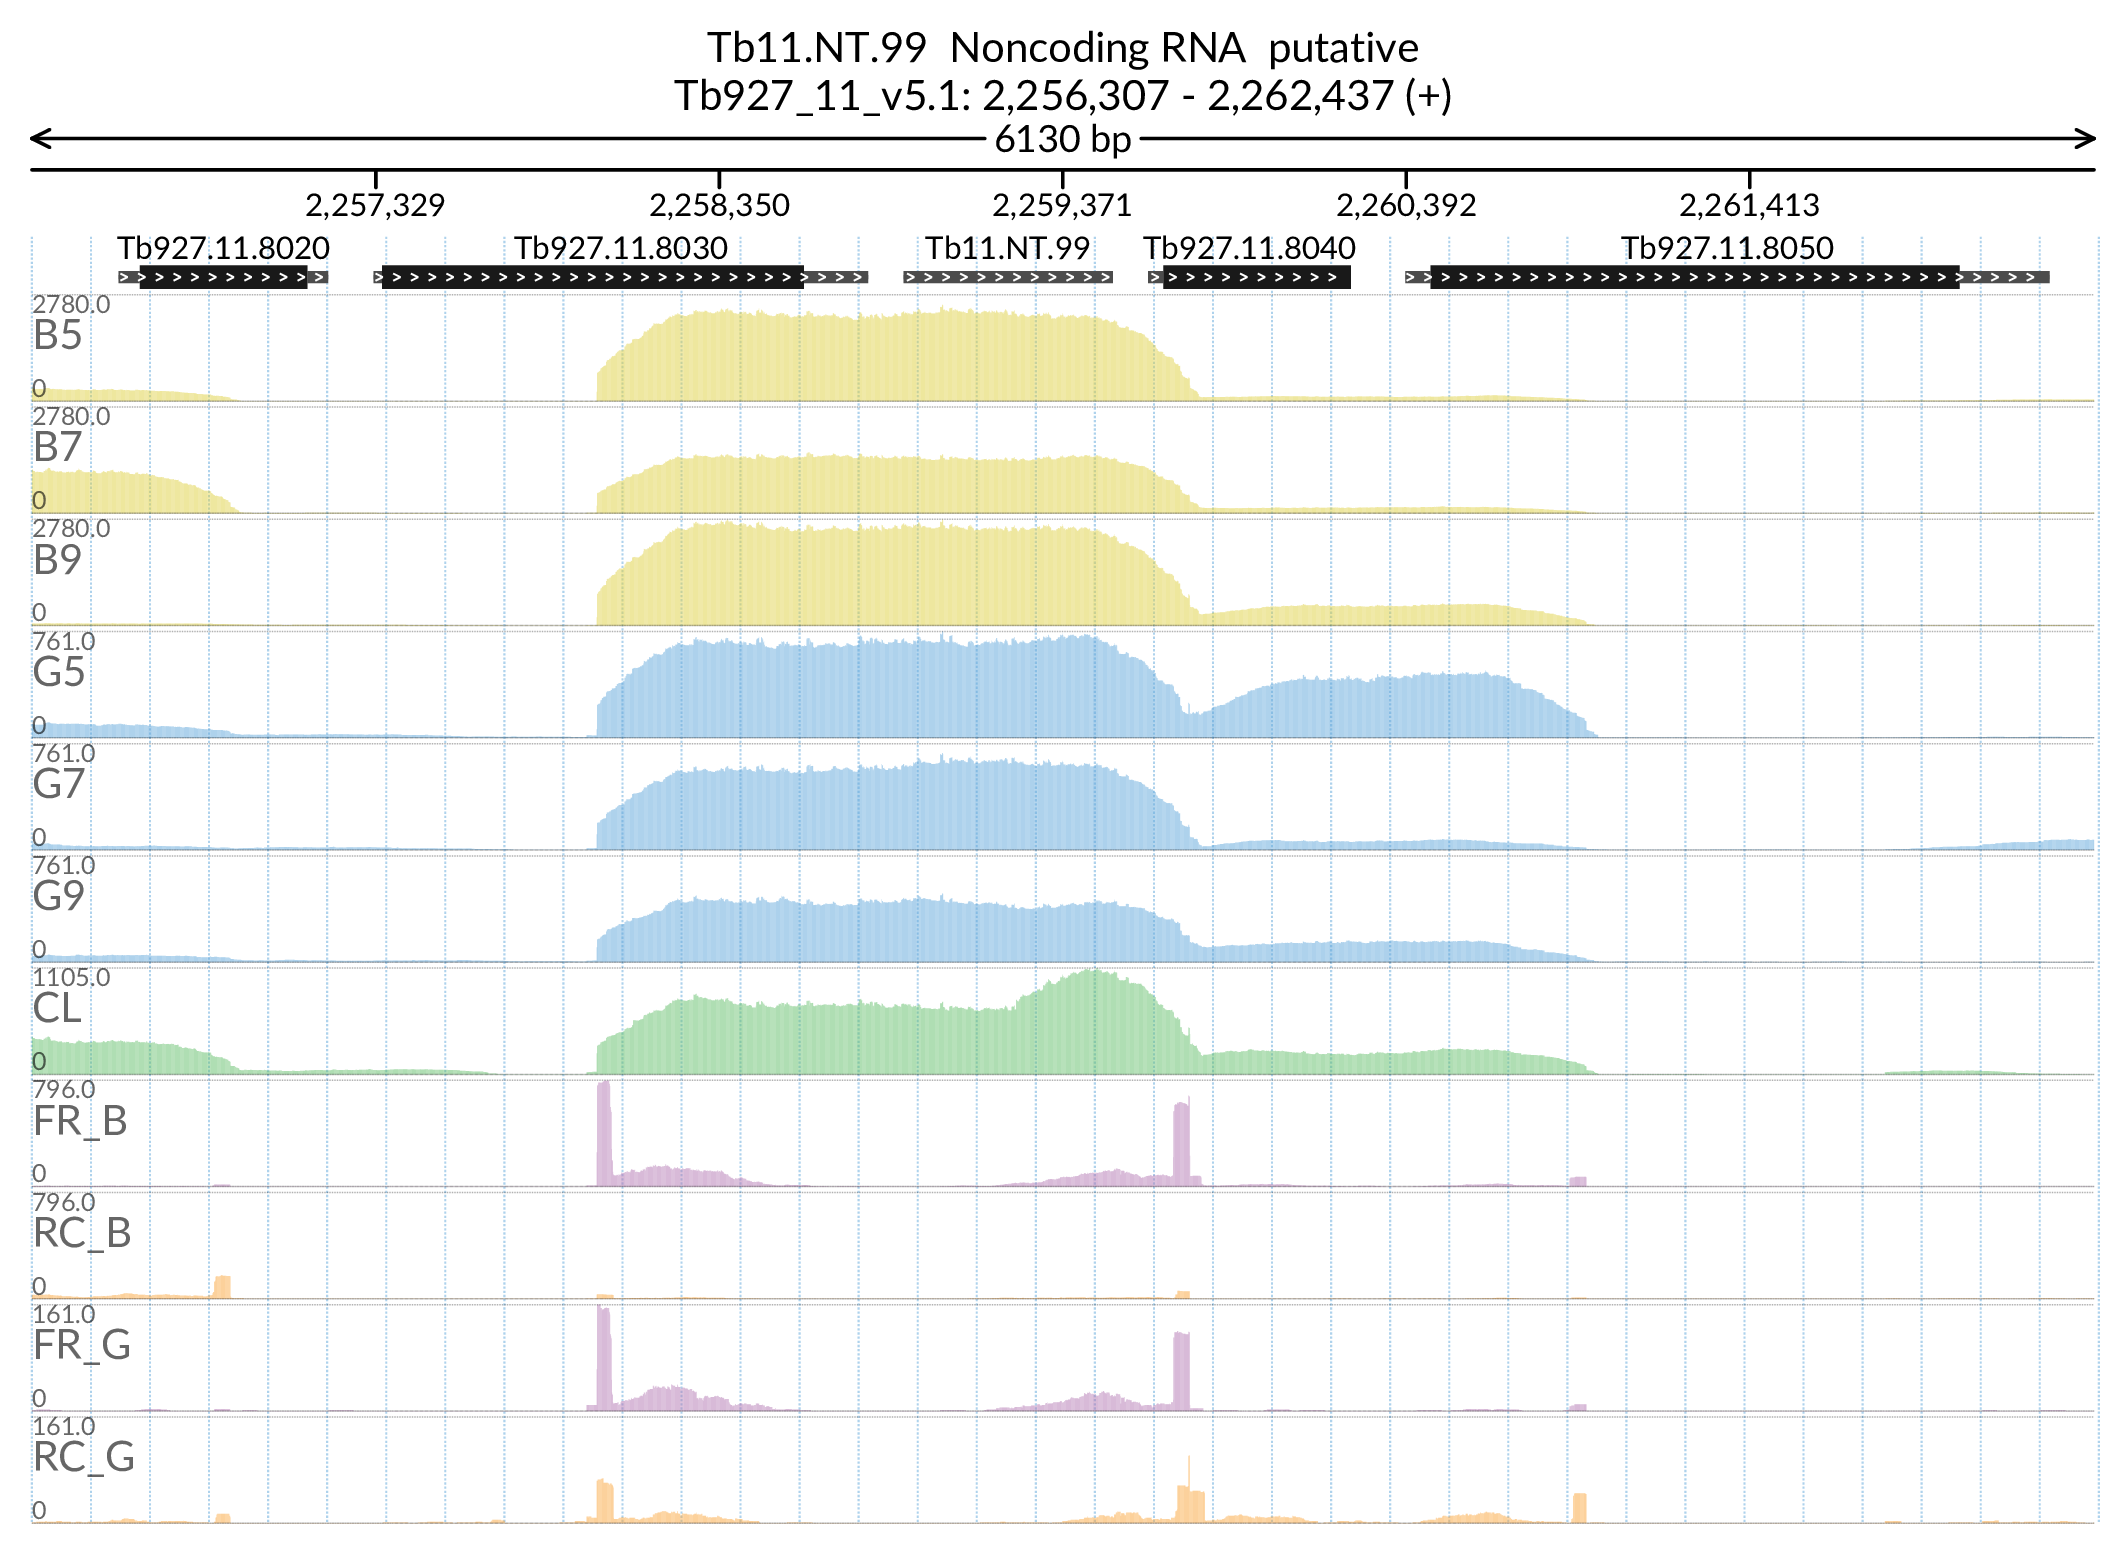 Tb11.NT.99 Noncoding RNA putative
Tb927_11_v5.1: 2,256,307 - 2,262,437 (+)
6130 bp
2,257,329 2,258,350 2,259,371 2,260,392 2,261,413
Tb927.11.8020 Tb927.11.8030 Tb11.NT.99 Tb927.11.8040 Tb927.11.8050
2780.0
B5
0
2780.0
B7
0
2780.0
B9
0
761.0
G5
0
761.0
G7
0
761.0
G9
0
1105.0
CL
0
796.0
FR_B
0
796.0
RC_B
0
161.0
FR_G
0
161.0
RC_G
0